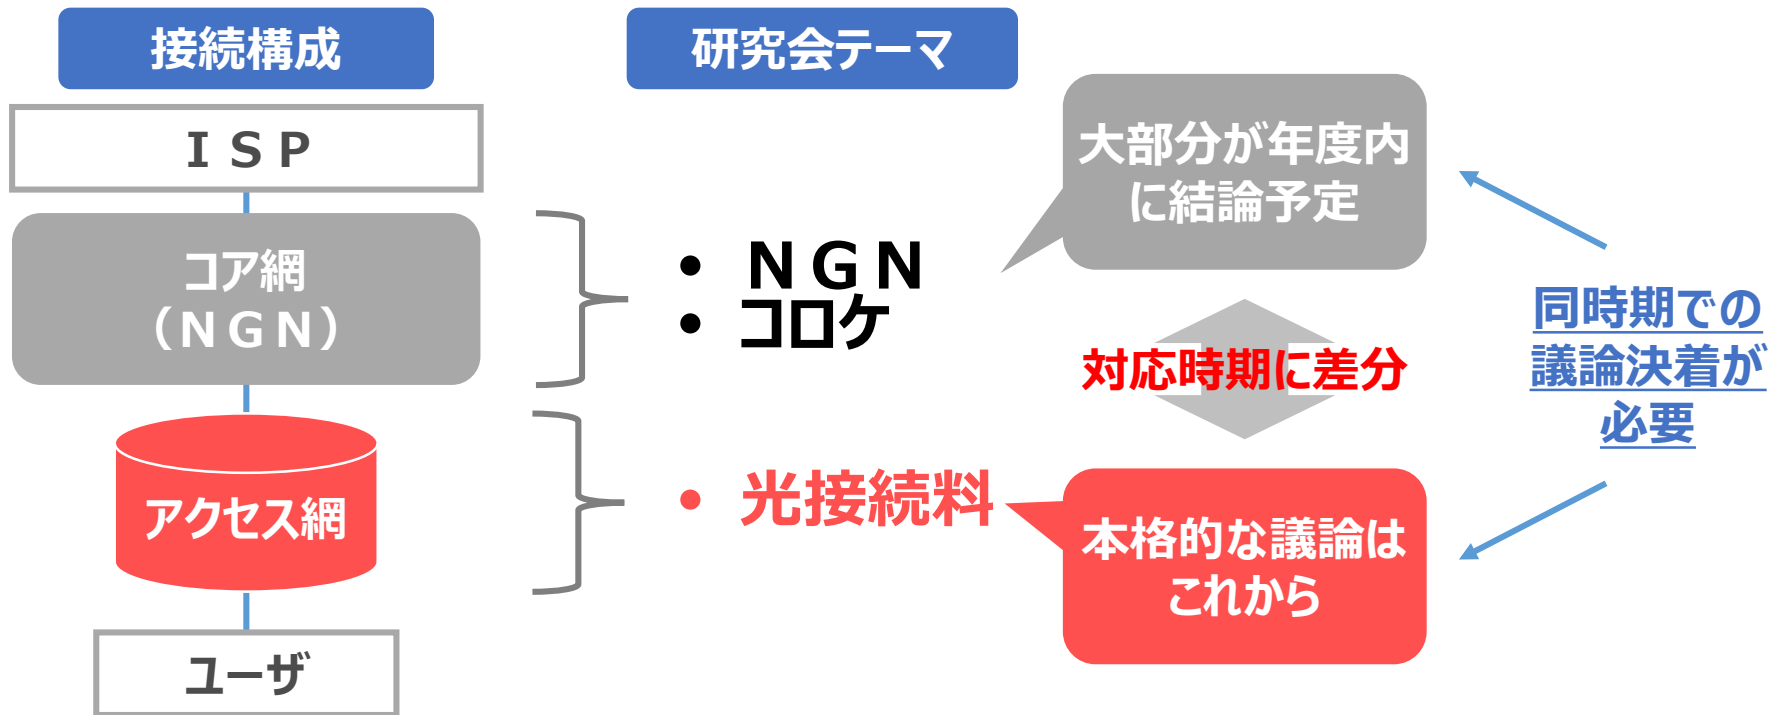 接続構成
研究会テーマ
ＩＳＰ
コア網
（ＮＧＮ）
アクセス網
ユーザ
• ＮＧＮ
• コロケ
• 光接続料
大部分が年度内
に結論予定
対応時期に差分
本格的な議論は
これから
同時期での
議論決着が
必要